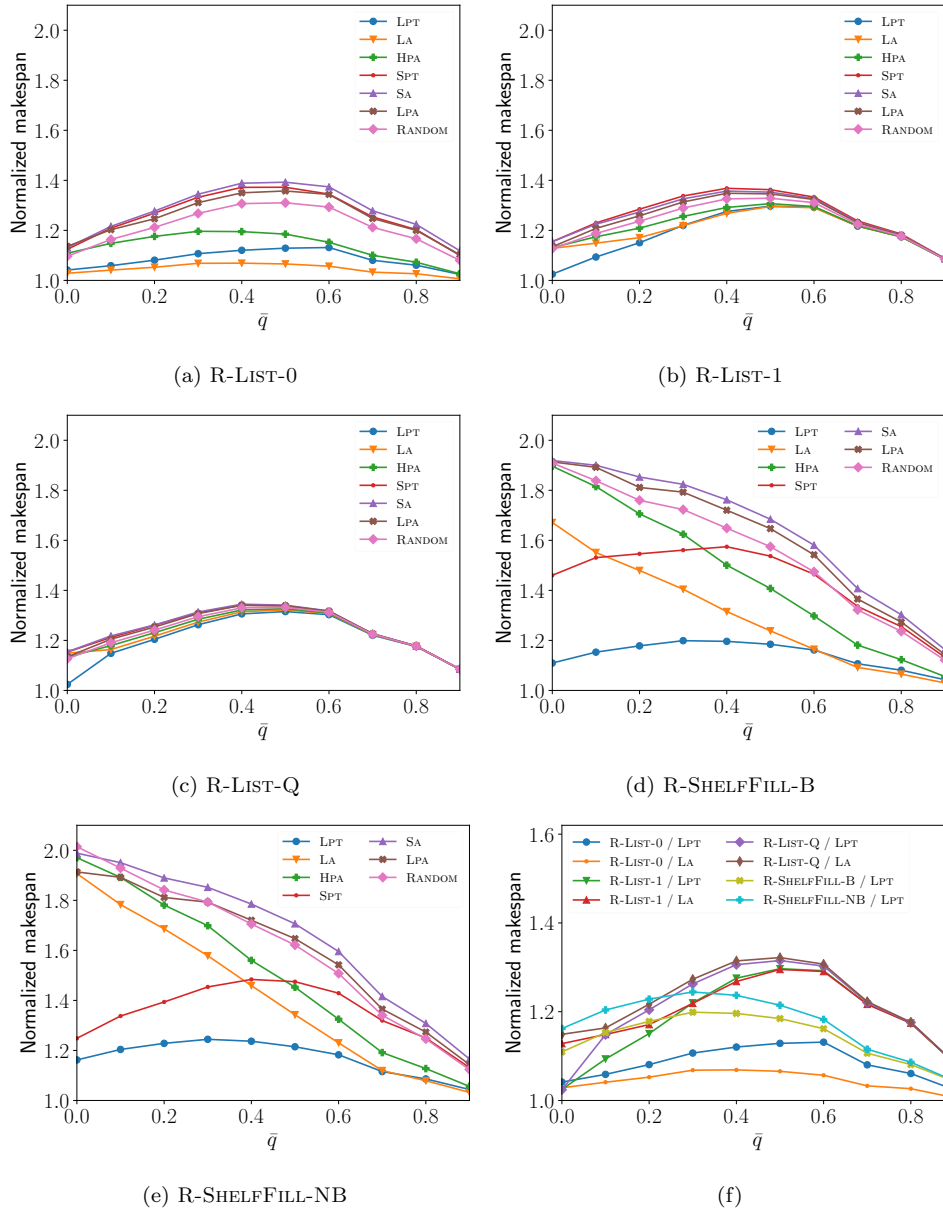 Normalized makespan
2.0
1.8
1.6
1.4
1.2
1.0
0.0 0.2 0.4 0.6 0.8
q̄
LPT
LA
HPA
SPT
SA
LPA
RANDOM
(a) R-LIST-0
Normalized makespan
2.0
1.8
1.6
1.4
1.2
1.0
0.0 0.2 0.4 0.6 0.8
q̄
LPT
LA
HPA
SPT
SA
LPA
RANDOM
(b) R-LIST-1
Normalized makespan
2.0
1.8
1.6
1.4
1.2
1.0
0.0 0.2 0.4 0.6 0.8
q̄
LPT
LA
HPA
SPT
SA
LPA
RANDOM
(c) R-LIST-Q
Normalized makespan
2.0
1.8
1.6
1.4
1.2
1.0
0.0 0.2 0.4 0.6 0.8
q̄
LPT
LA
HPA
SPT
SA
LPA
RANDOM
(d) R-SHELFFILL-B
Normalized makespan
2.0
1.8
1.6
1.4
1.2
1.0
0.0 0.2 0.4 0.6 0.8
q̄
LPT
LA
HPA
SPT
SA
LPA
RANDOM
(e) R-SHELFFILL-NB
Normalized makespan
1.6
1.4
1.2
1.0
0.0 0.2 0.4 0.6 0.8
q̄
R-LIST-0 / LPT
R-LIST-0 / LA
R-LIST-1 / LPT
R-LIST-1 / LA
R-LIST-Q / LPT
R-LIST-Q / LA
R-SHELFFILL-B / LPT
R-SHELFFILL-NB / LPT
(f)